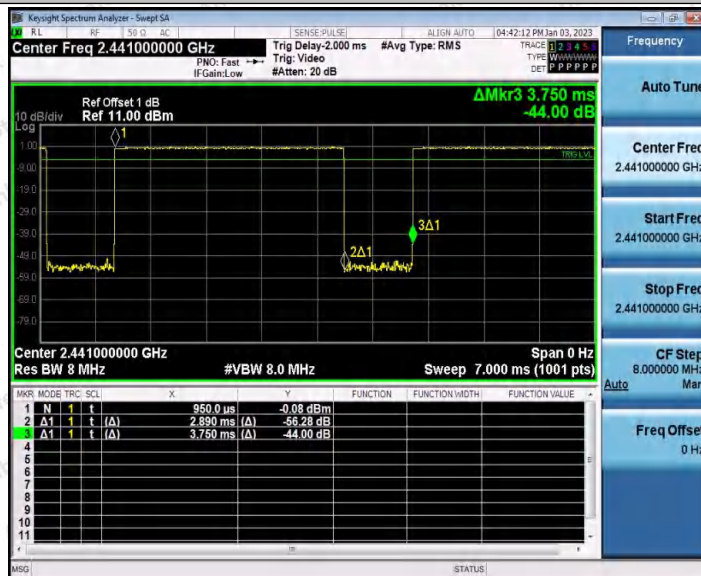 Keysight Spectrum Analyzer - Swept SA
RL RF 50 Ω AC SENSE:PULSE ALIGN AUTO 04:42:12 PM Jan 03, 2023
Center Freq 2.441000000 GHz
PNO: Fast
IFGain:Low
Trig Delay-2.000 ms
Trig: Video
#Atten: 20 dB
#Avg Type: RMS
TRACE 1 2 3 4 5 6
TYPE W
DET P P P P P P
Frequency
ΔMkr3 3.750 ms
-44.00 dB
Ref Offset 1 dB
10 dB/div Ref 11.00 dBm
Log
1
1.00
TRIG LVL
-9.00
-19.0
-29.0
3Δ1
-39.0
2Δ1
-49.0
-59.0
-69.0
-79.0
Center 2.441000000 GHz Span 0 Hz
Res BW 8 MHz #VBW 8.0 MHz Sweep 7.000 ms (1001 pts)
MKR MODE TRC SCL X Y FUNCTION FUNCTION WIDTH FUNCTION VALUE
1 N 1 t 950.0 µs -0.08 dBm
2 Δ1 1 t (Δ) 2.890 ms (Δ) -56.28 dB
3 Δ1 1 t (Δ) 3.750 ms (Δ) -44.00 dB
4
5
6
7
8
9
10
11
MSG STATUS
Auto Tune
Center Freq
2.441000000 GHz
Start Freq
2.441000000 GHz
Stop Freq
2.441000000 GHz
CF Step
8.000000 MHz
Auto Man
Freq Offset
0 Hz